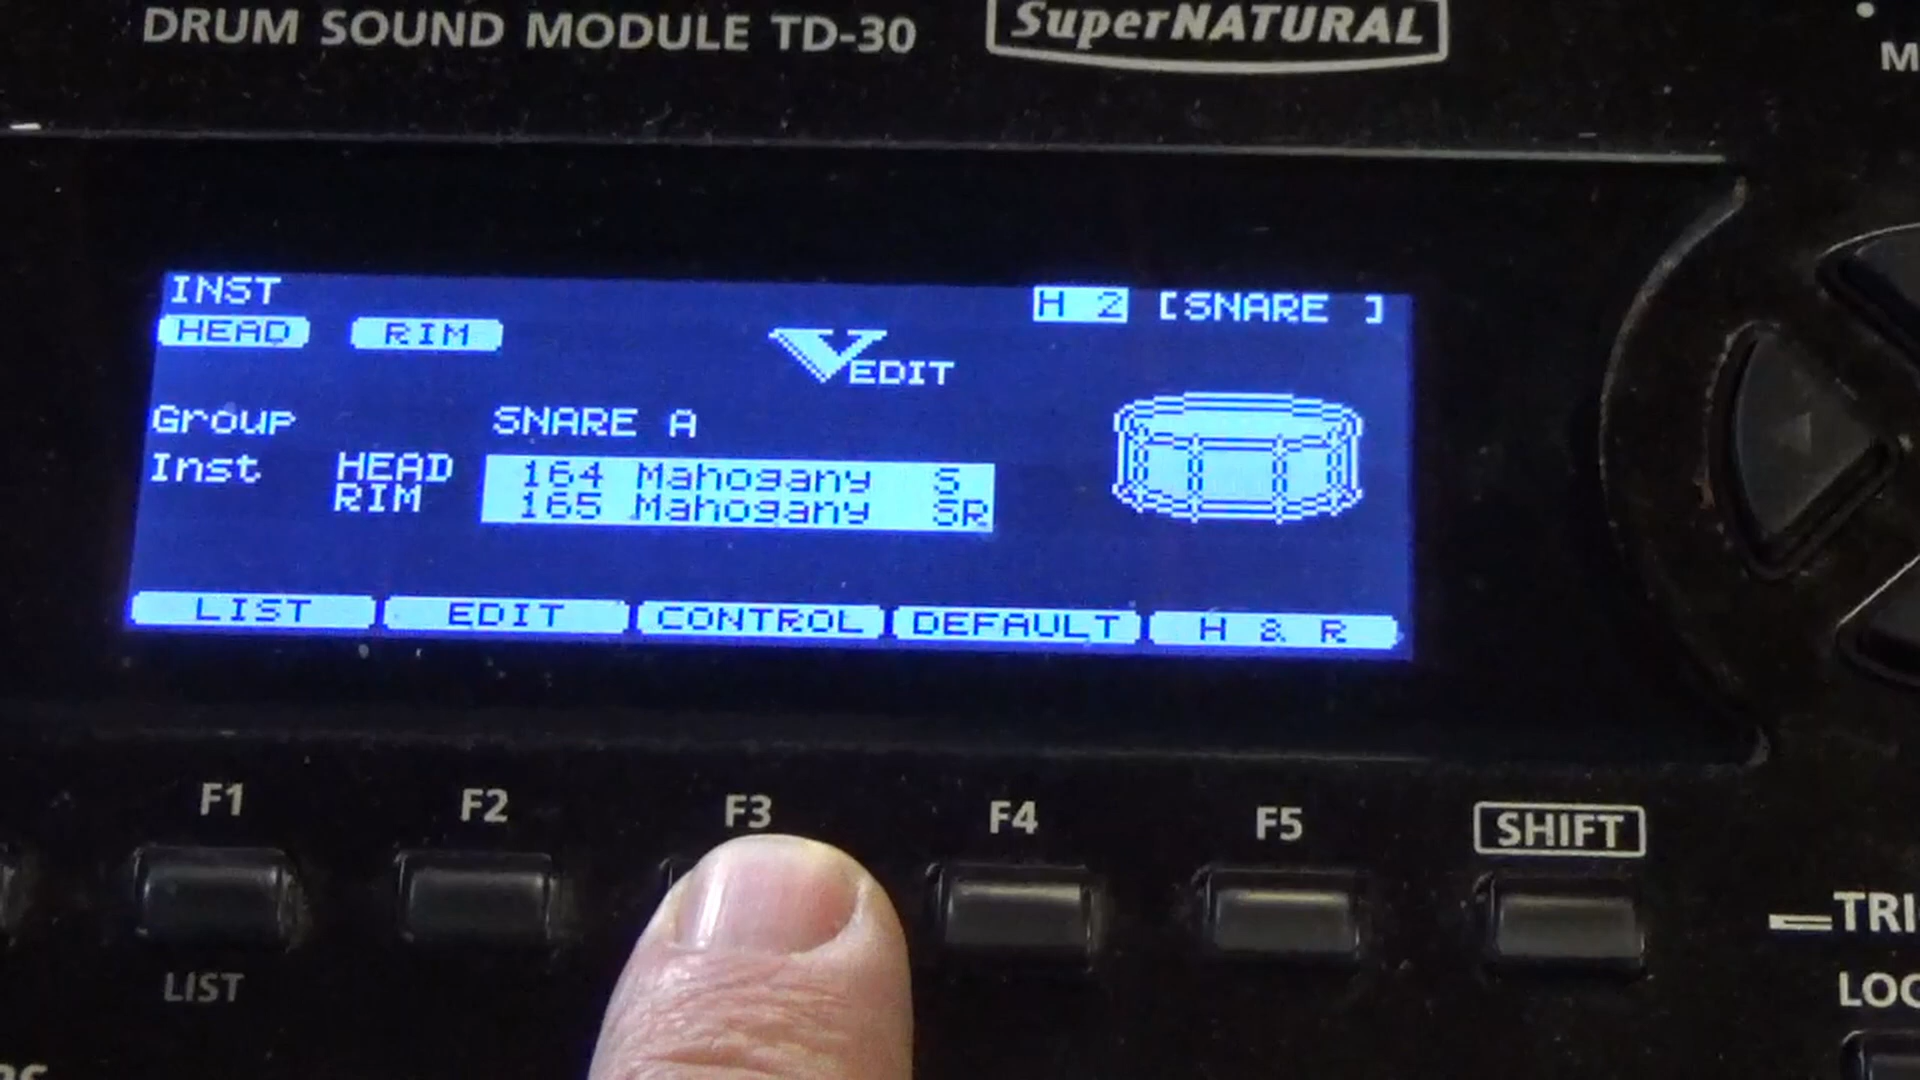 DRUM SOUND MODULE TD-30 SuperNATURAL
M
INST H 2 [SNARE ]
HEAD RIM
V EDIT
Group SNARE A
Inst HEAD 164 Mahogany S
RIM 165 Mahogany SR
LIST EDIT CONTROL DEFAULT H & R
F1 F2 F3 F4 F5 SHIFT
LIST
TRI
LOC